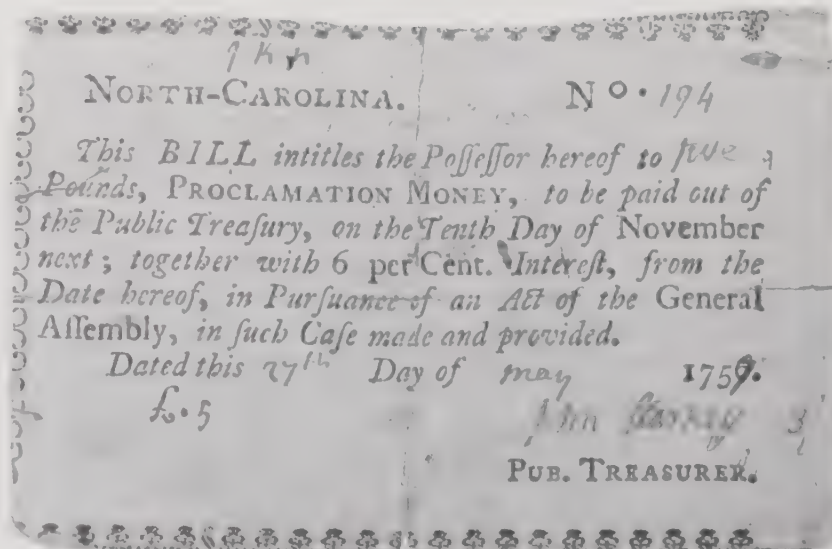 NORTH-CAROLINA. No. 194
This BILL intitles the Poſſeſſor hereof to five
Pounds, PROCLAMATION MONEY, to be paid out of
the Public Treaſury, on the Tenth Day of November
next; together with 6 per Cent. Intereſt, from the
Date hereof, in Purſuance of an Act of the General
Aſſembly, in ſuch Caſe made and provided.
Dated this 27th Day of may 175
£. 5 John
PUB. TREASURER.